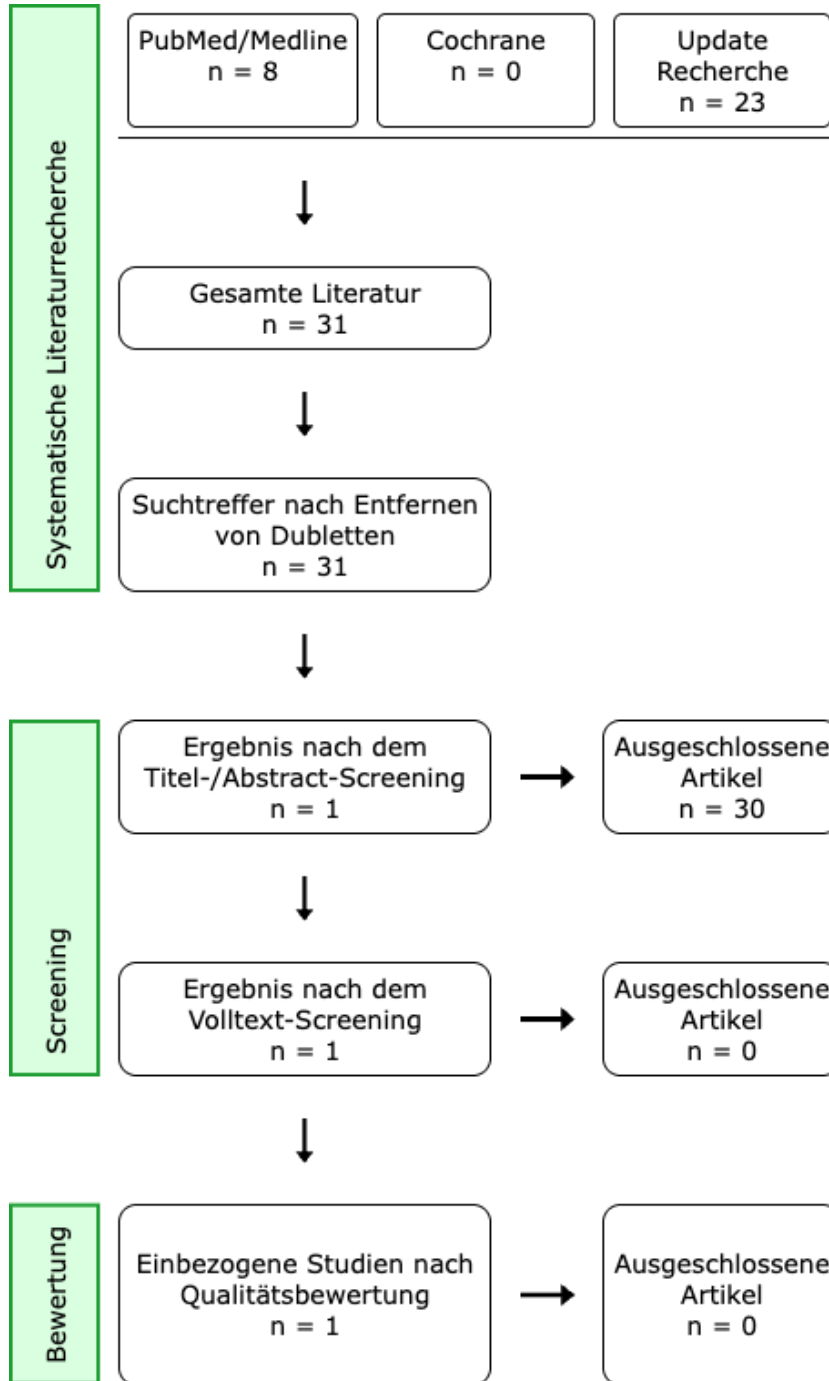 Systematische Literaturrecherche
PubMed/Medline
n = 8
Cochrane
n = 0
Update
Recherche
n = 23
Gesamte Literatur
n = 31
Suchtreffer nach Entfernen
von Dubletten
n = 31
Screening
Ergebnis nach dem
Titel-/Abstract-Screening
n = 1
Ausgeschlossene
Artikel
n = 30
Ergebnis nach dem
Volltext-Screening
n = 1
Ausgeschlossene
Artikel
n = 0
Bewertung
Einbezogene Studien nach
Qualitätsbewertung
n = 1
Ausgeschlossene
Artikel
n = 0